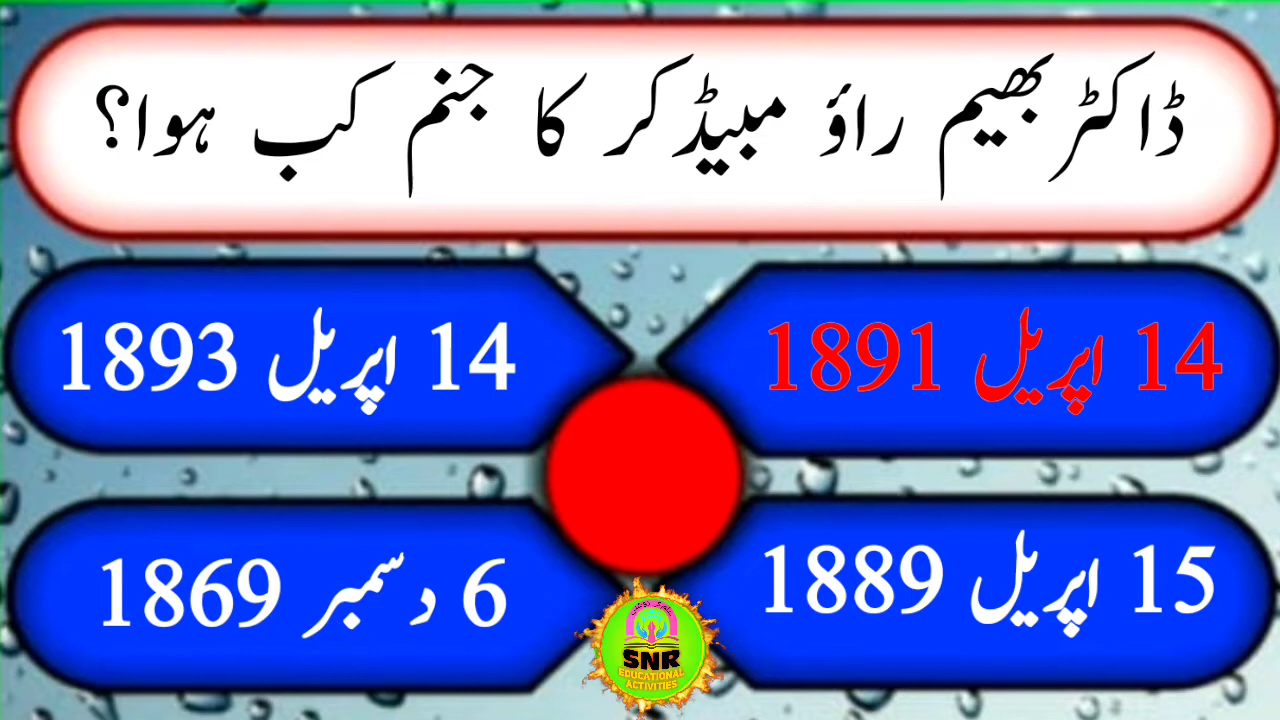 ڈاکٹر بھیم راؤ مبیڈکر کا جنم کب ہوا؟
14 اپریل 1891
14 اپریل 1893
15 اپریل 1889
6 دسمبر 1869
SNR
EDUCATIONAL
ACTIVITIES